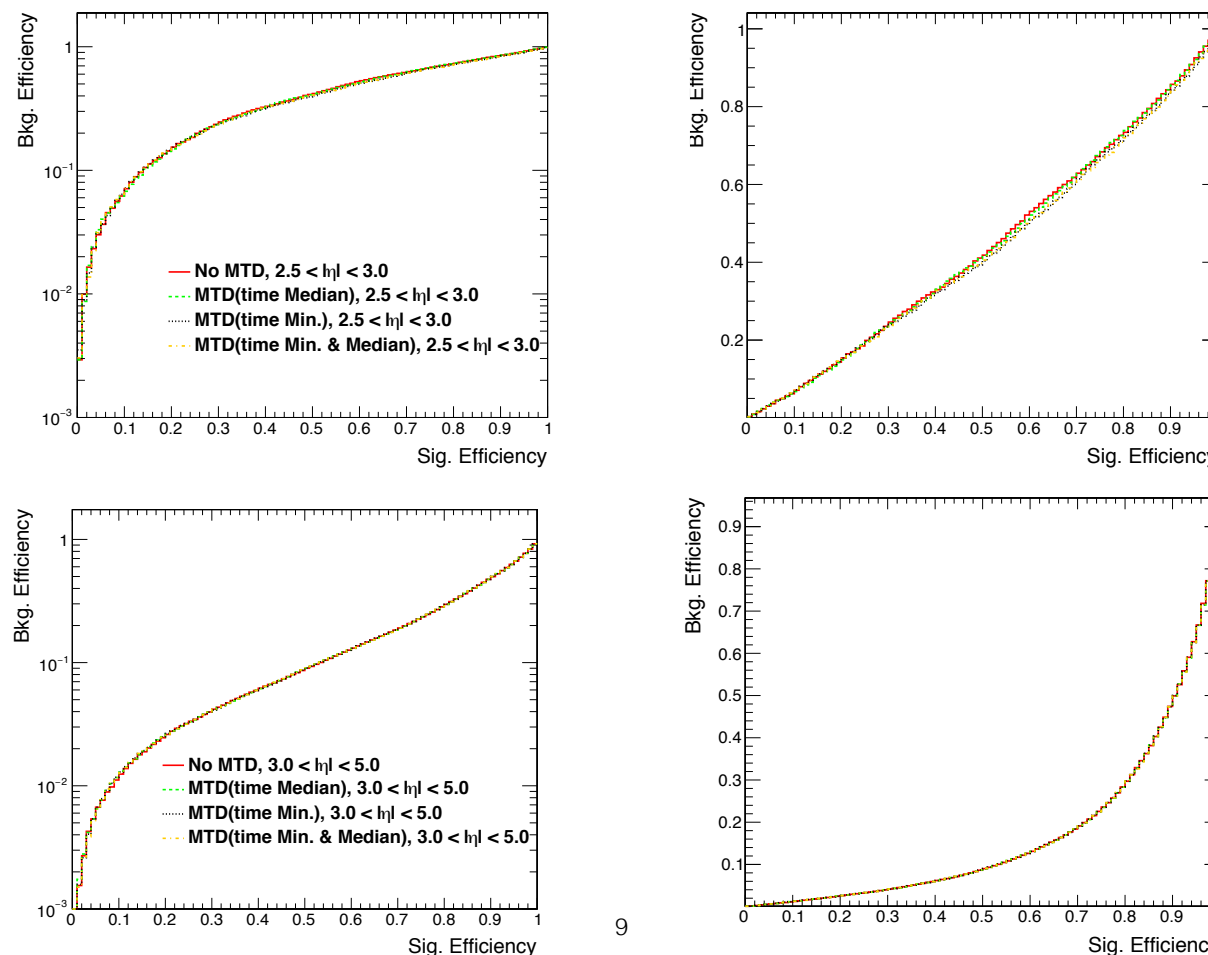 Bkg. Efficiency
1
10−1
10−2
10−3
No MTD, 2.5 < |η| < 3.0
MTD(time Median), 2.5 < |η| < 3.0
MTD(time Min.), 2.5 < |η| < 3.0
MTD(time Min. & Median), 2.5 < |η| < 3.0
0 0.1 0.2 0.3 0.4 0.5 0.6 0.7 0.8 0.9 1
Sig. Efficiency
Bkg. Efficiency
1
0.8
0.6
0.4
0.2
0 0.1 0.2 0.3 0.4 0.5 0.6 0.7 0.8 0.9
Sig. Efficiency
Bkg. Efficiency
1
10−1
10−2
10−3
No MTD, 3.0 < |η| < 5.0
MTD(time Median), 3.0 < |η| < 5.0
MTD(time Min.), 3.0 < |η| < 5.0
MTD(time Min. & Median), 3.0 < |η| < 5.0
0 0.1 0.2 0.3 0.4 0.5 0.6 0.7 0.8 0.9 1
Sig. Efficiency
Bkg. Efficiency
0.9
0.8
0.7
0.6
0.5
0.4
0.3
0.2
0.1
0 0.1 0.2 0.3 0.4 0.5 0.6 0.7 0.8 0.9
Sig. Efficienc
9